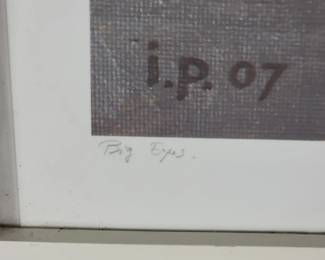 i.p. 07
Big Eyes.